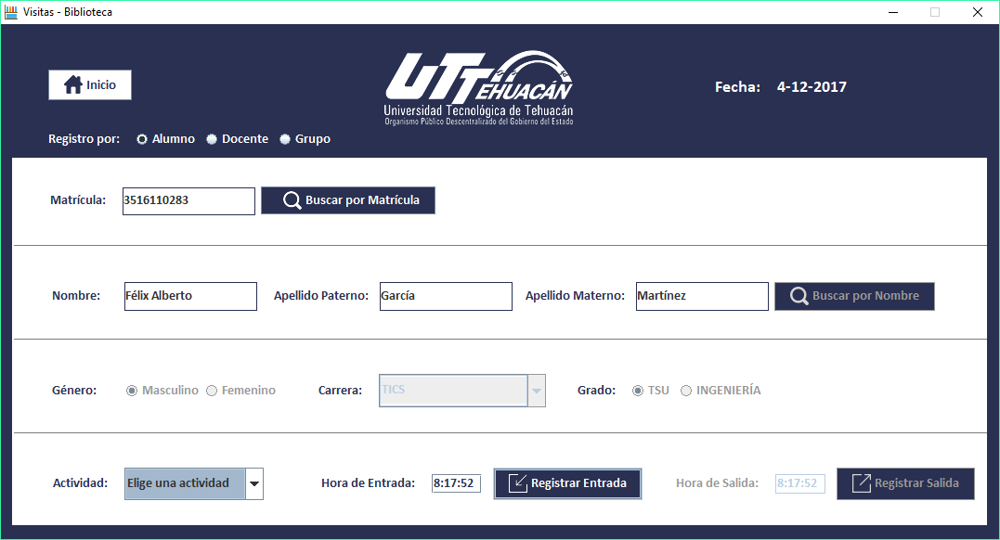 Visitas - Biblioteca
Inicio
UTTEHUACÁN
Universidad Tecnológica de Tehuacán
Organismo Público Descentralizado del Gobierno del Estado
Fecha: 4-12-2017
Registro por: Alumno Docente Grupo
Matrícula: 3516110283 Buscar por Matrícula
Nombre: Félix Alberto Apellido Paterno: García Apellido Materno: Martínez Buscar por Nombre
Género: Masculino Femenino Carrera: TICS Grado: TSU INGENIERÍA
Actividad: Elige una actividad Hora de Entrada: 8:17:52 Registrar Entrada Hora de Salida: 8:17:52 Registrar Salida